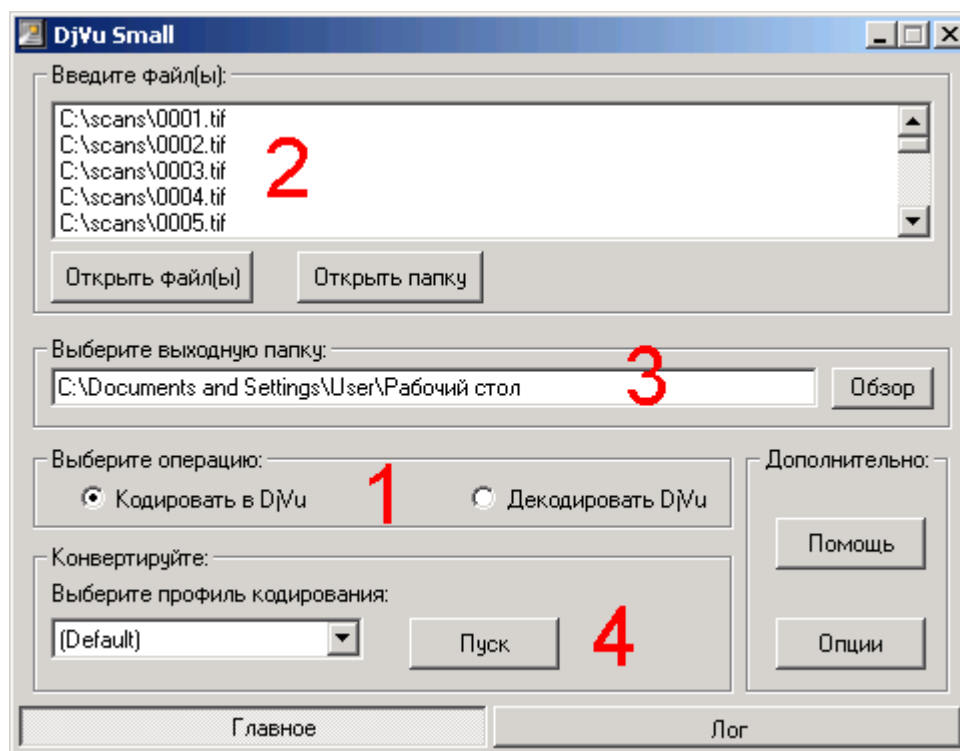 DjVu Small
Введите файл(ы):
C:\scans\0001.tif
C:\scans\0002.tif
C:\scans\0003.tif
C:\scans\0004.tif
C:\scans\0005.tif
2
Открыть файл(ы) Открыть папку
Выберите выходную папку:
C:\Documents and Settings\User\Рабочий стол 3 Обзор
Выберите операцию:
Кодировать в DjVu 1 Декодировать DjVu
Дополнительно:
Помощь
Опции
Конвертируйте:
Выберите профиль кодирования:
(Default) Пуск 4
Главное Лог